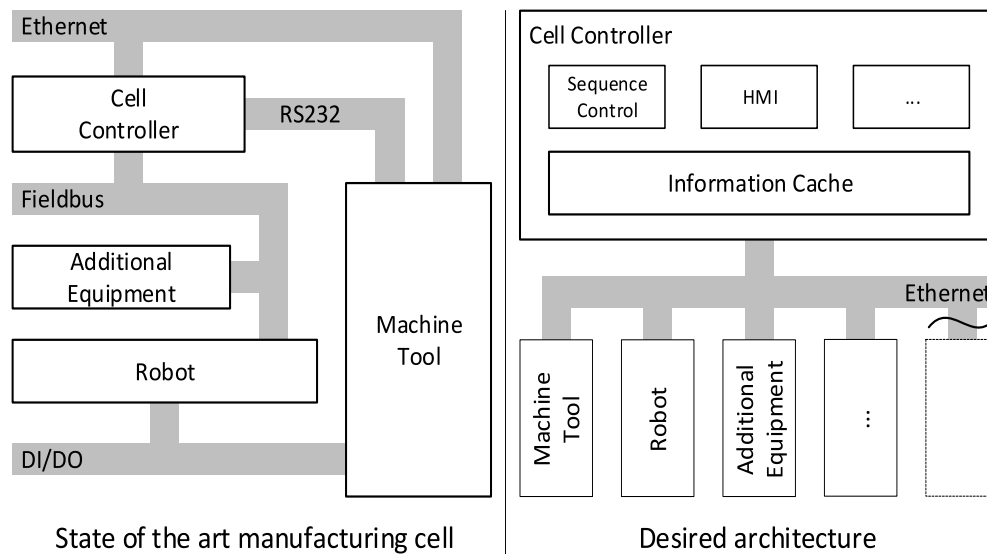 Ethernet
Cell
Controller
RS232
Fieldbus
Additional
Equipment
Robot
Machine
Tool
DI/DO
State of the art manufacturing cell
Cell Controller
Sequence
Control
HMI
...
Information Cache
Ethernet
Machine
Tool
Robot
Additional
Equipment
...
Desired architecture